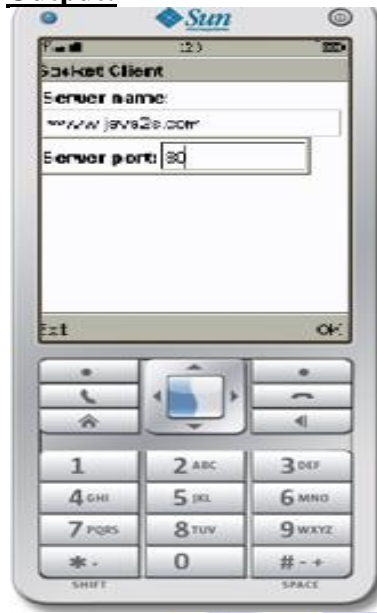 Output:
Sun
123
Socket Client
Server name:
www.java2s.com
Server port: 80
Exit OK
1 2 ABC 3 DEF
4 GHI 5 JKL 6 MNO
7 PQRS 8 TUV 9 WXYZ
* . 0 # - +
SHIFT SPACE